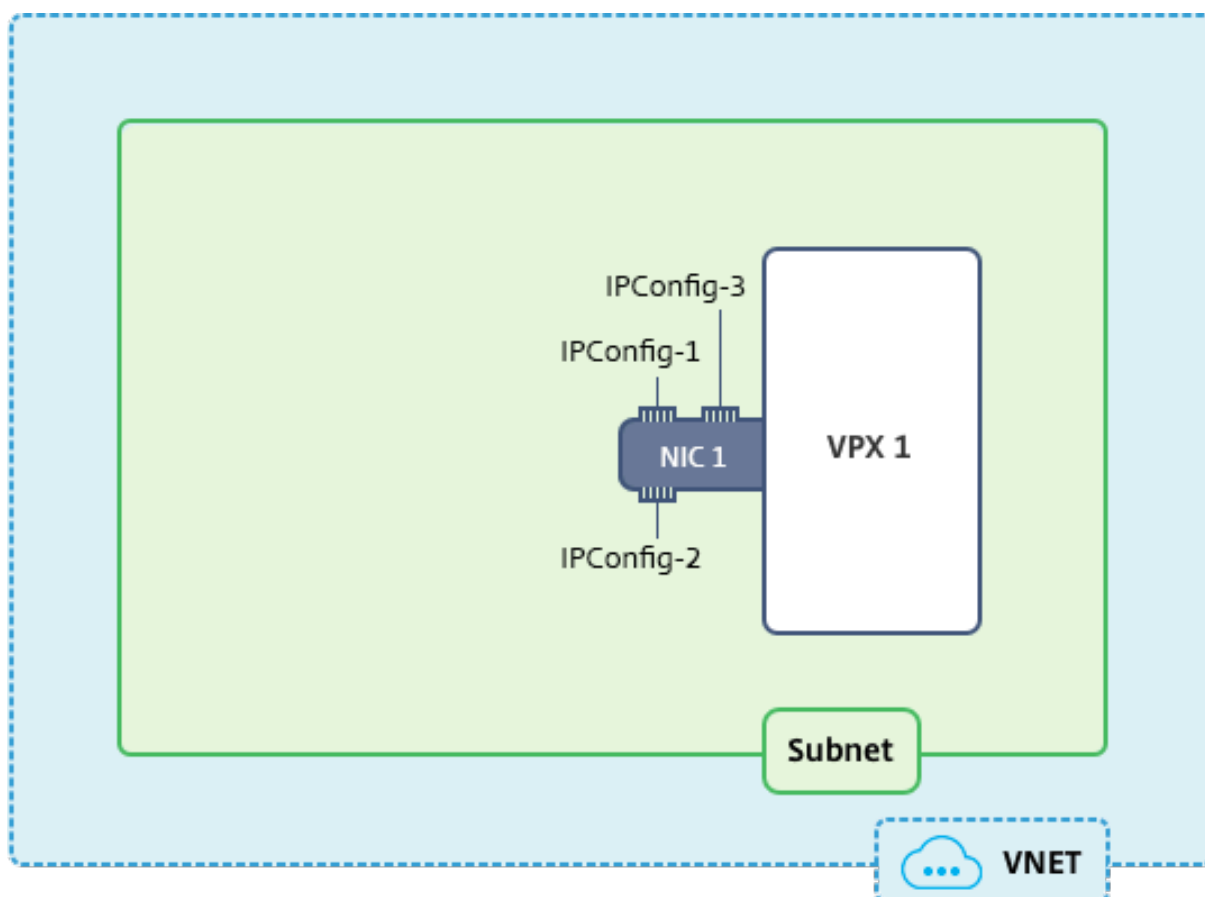 IPConfig-3
IPConfig-1
NIC 1
VPX 1
IPConfig-2
Subnet
VNET